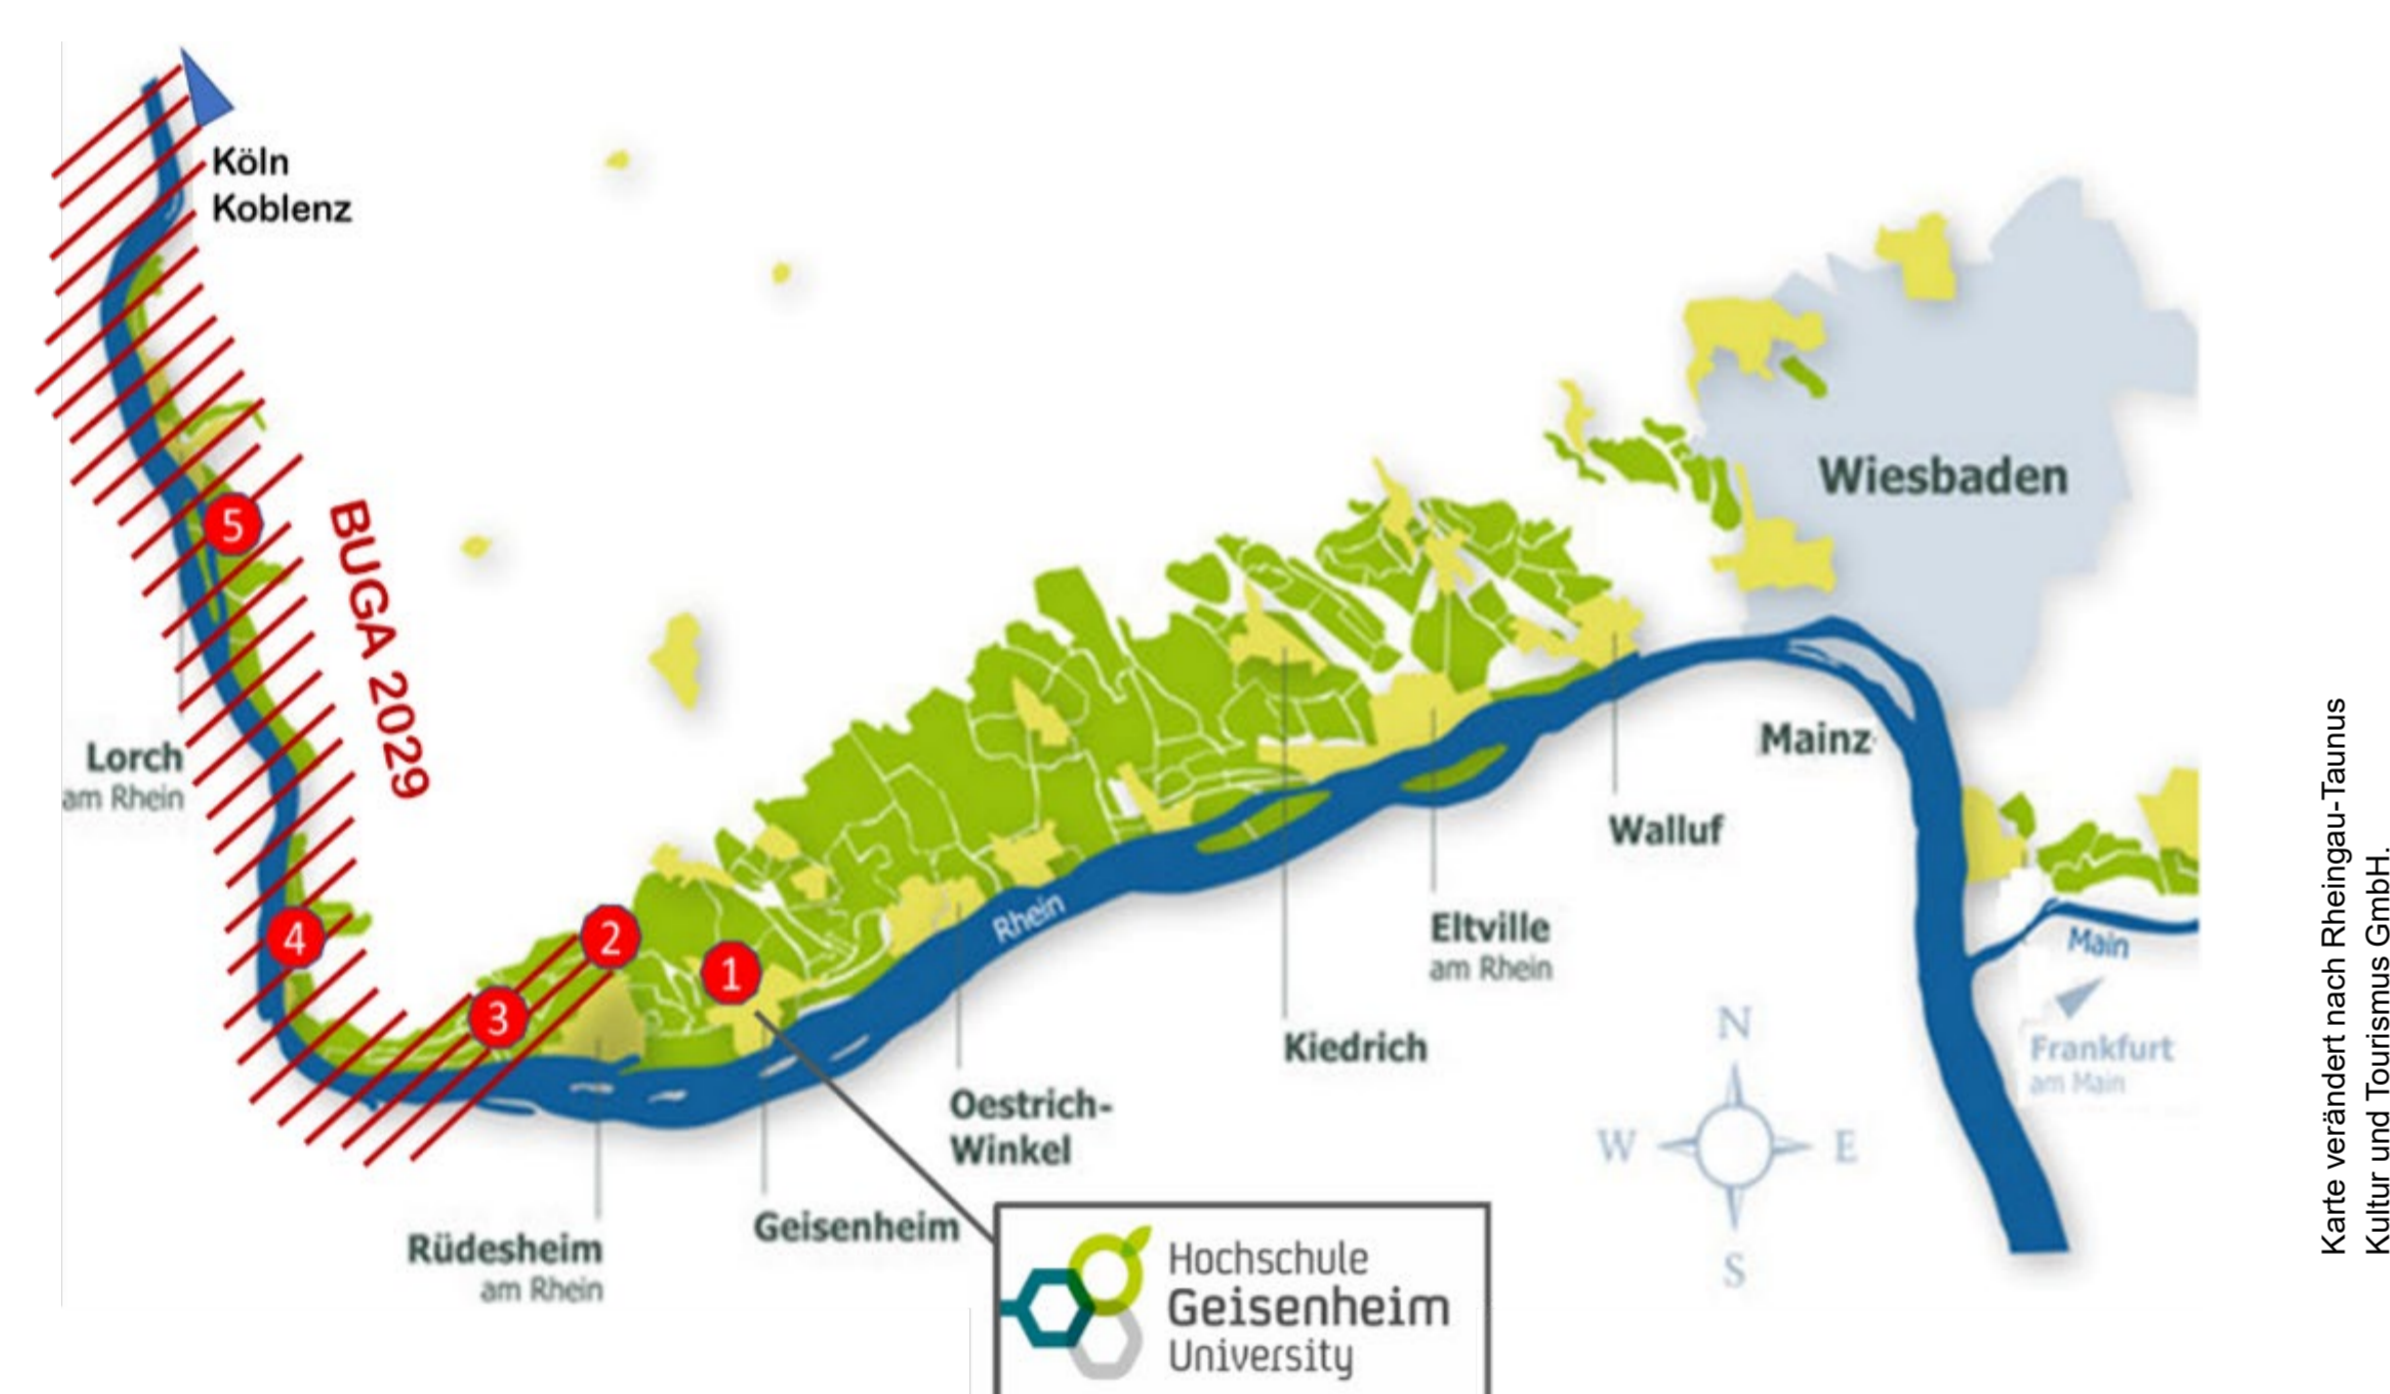 Köln
Koblenz
BUGA 2029
5
4
3
2
1
Wiesbaden
Lorch
am Rhein
Mainz
Walluf
Rhein
Eltville
am Rhein
Main
Kiedrich
Frankfurt
am Main
Oestrich-
Winkel
Geisenheim
Rüdesheim
am Rhein
N
W
E
S
Hochschule
Geisenheim
University
Karte verändert nach Rheingau-Taunus
Kultur und Tourismus GmbH.